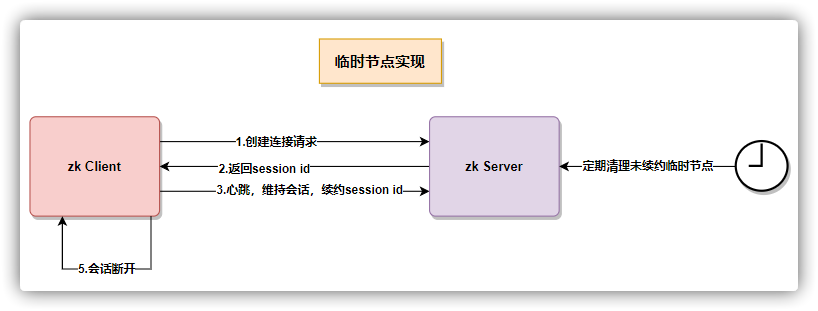 临时节点实现
1.创建连接请求
zk Client
2.返回session id
zk Server
定期清理未续约临时节点
3.心跳，维持会话，续约session id
5.会话断开